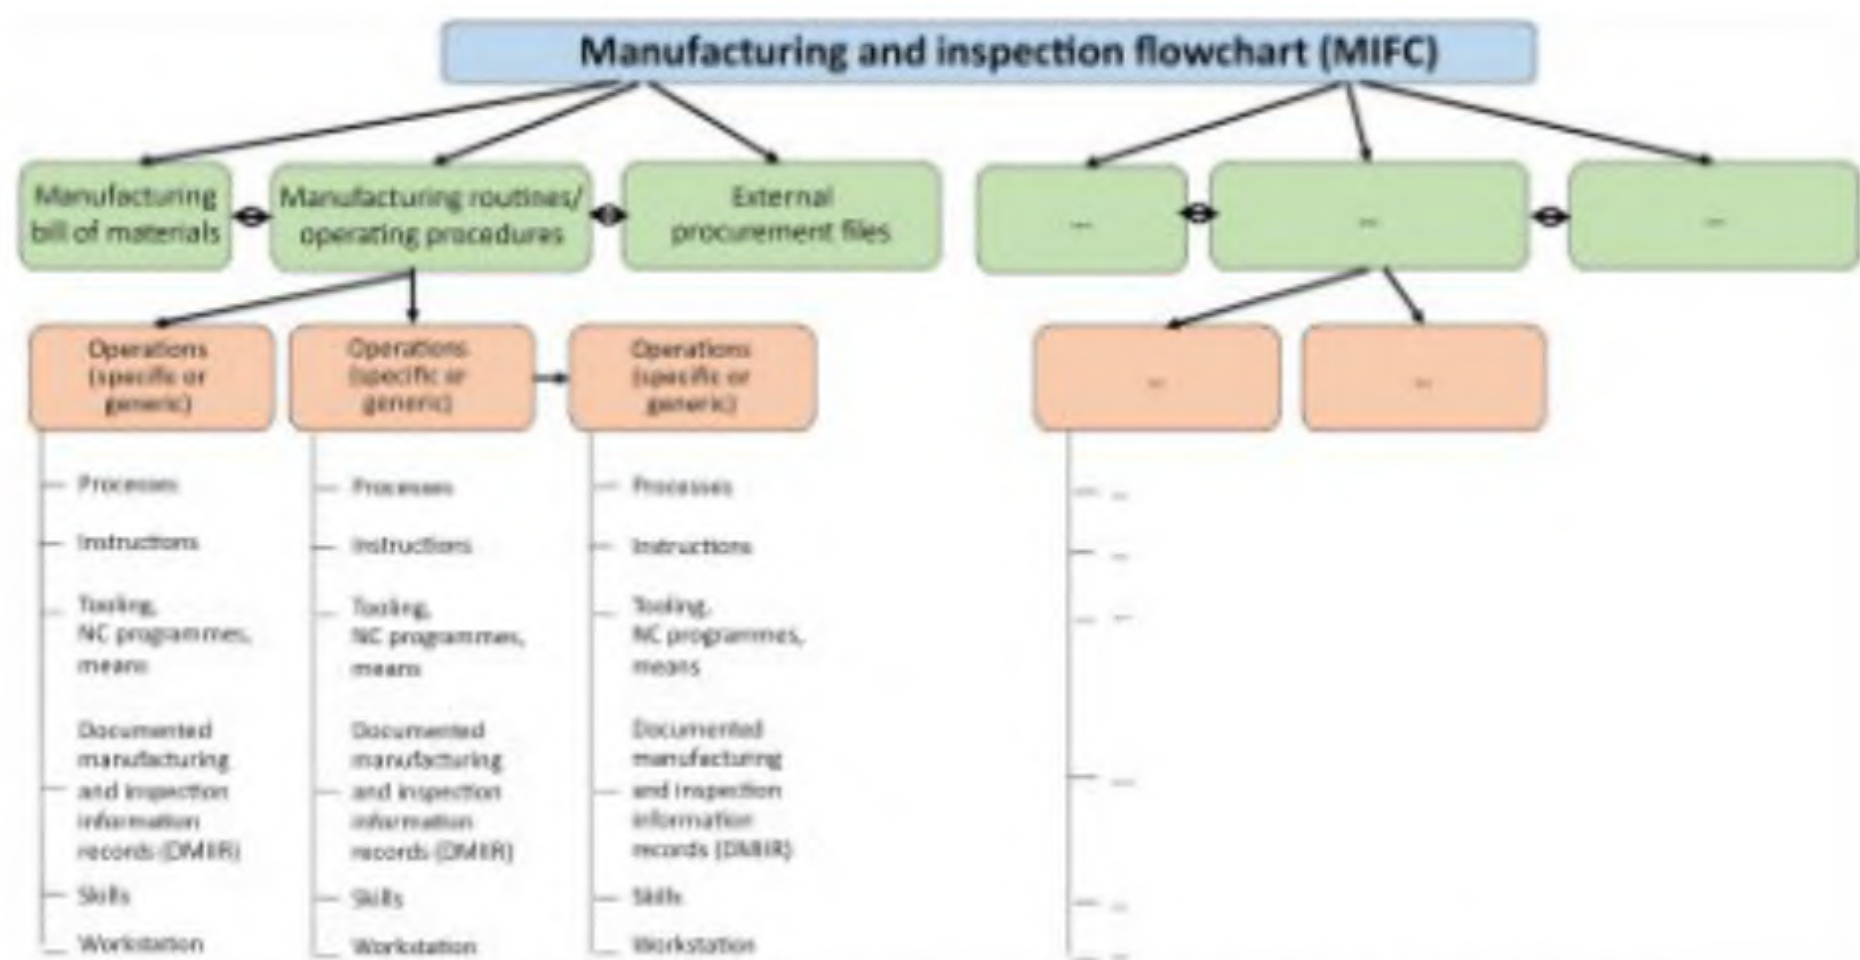 Manufacturing and inspection flowchart (MIFC)
Manufacturing
bill of materials
Manufacturing routines/
operating procedures
External
procurement files
...
...
...
Operations
(specific or
generic)
Operations
(specific or
generic)
Operations
(specific or
generic)
...
...
Processes
Instructions
Tooling,
NC programmes,
means
Documented
manufacturing
and inspection
information
records (DMIIR)
Skills
Workstation
Processes
Instructions
Tooling,
NC programmes,
means
Documented
manufacturing
and inspection
information
records (DMIIR)
Skills
Workstation
Processes
Instructions
Tooling,
NC programmes,
means
Documented
manufacturing
and inspection
information
records (DMIIR)
Skills
Workstation
...
...
...
...
...
...